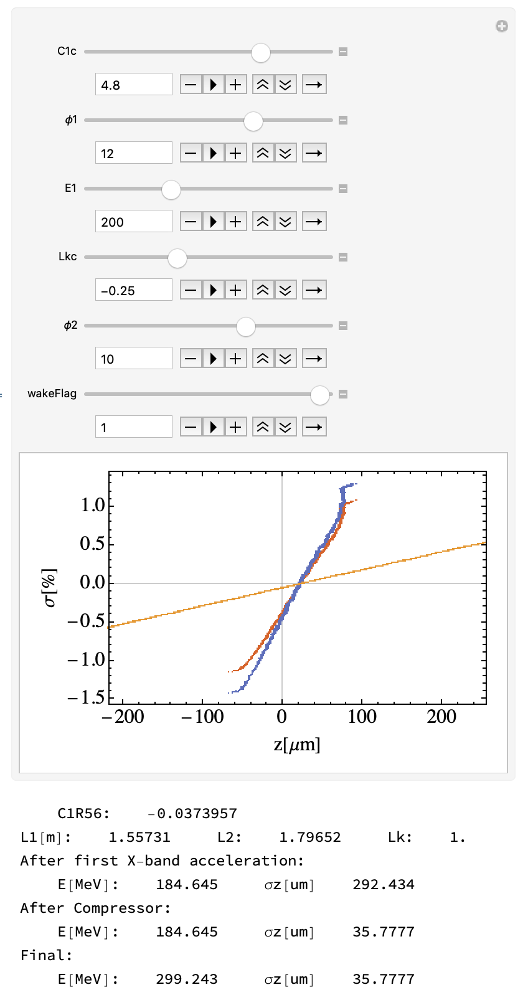 C1c
4.8
ϕ1
12
E1
200
Lkc
−0.25
ϕ2
10
wakeFlag
1
1.0
0.5
0.0
−0.5
−1.0
−1.5
σ[%]
−200 −100 0 100 200
z[μm]
C1R56: −0.0373957
L1[m]: 1.55731 L2: 1.79652 Lk: 1.
After first X−band acceleration:
E[MeV]: 184.645 σz[um] 292.434
After Compressor:
E[MeV]: 184.645 σz[um] 35.7777
Final:
E[MeV]: 299.243 σz[um] 35.7777